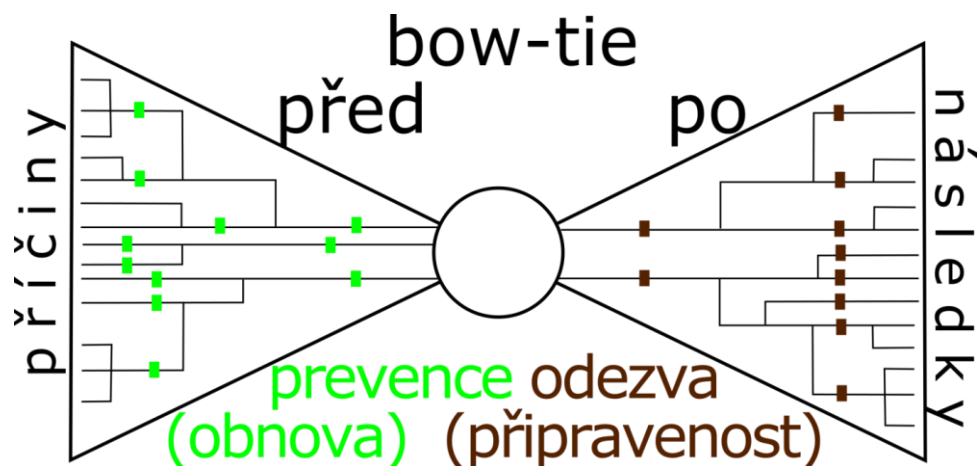 bow-tie
před po
příčiny
následky
prevence odezva
(obnova) (připravenost)